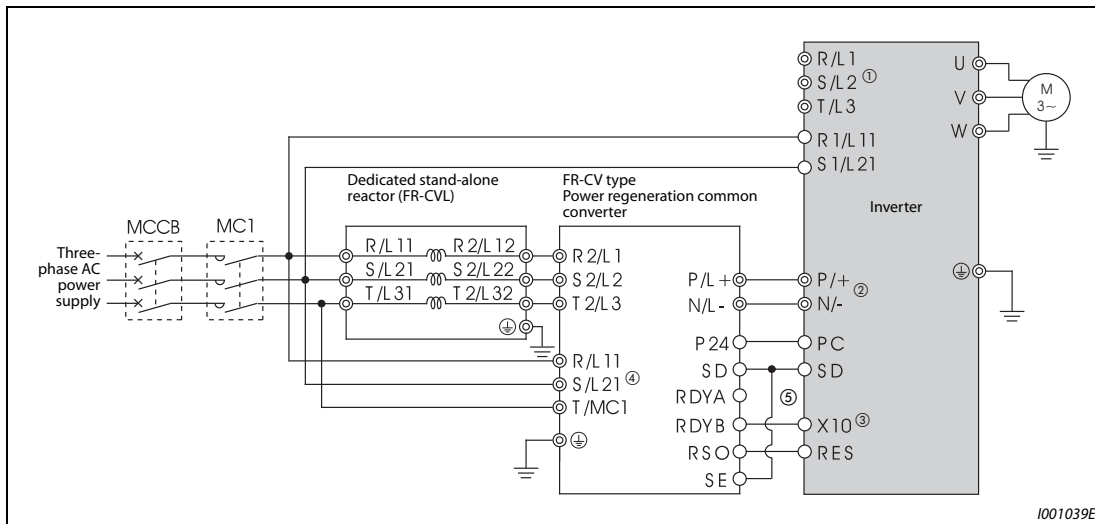 R/L1
S/L2 ①
T/L3
R1/L11
S1/L21
U
V
W
M
3~
Inverter
Dedicated stand-alone
reactor (FR-CVL)
FR-CV type
Power regeneration common
converter
MCCB
MC1
Three-
phase AC
power
supply
R/L11
R2/L12
S/L21
S2/L22
T/L31
T2/L32
R2/L1
S2/L2
T2/L3
R/L11
S/L21 ④
T/MC1
P/L+
N/L-
P24
SD
RDYA
RDYB
RSO
SE
P/+
②
N/-
PC
SD
⑤
X10 ③
RES
I001039E